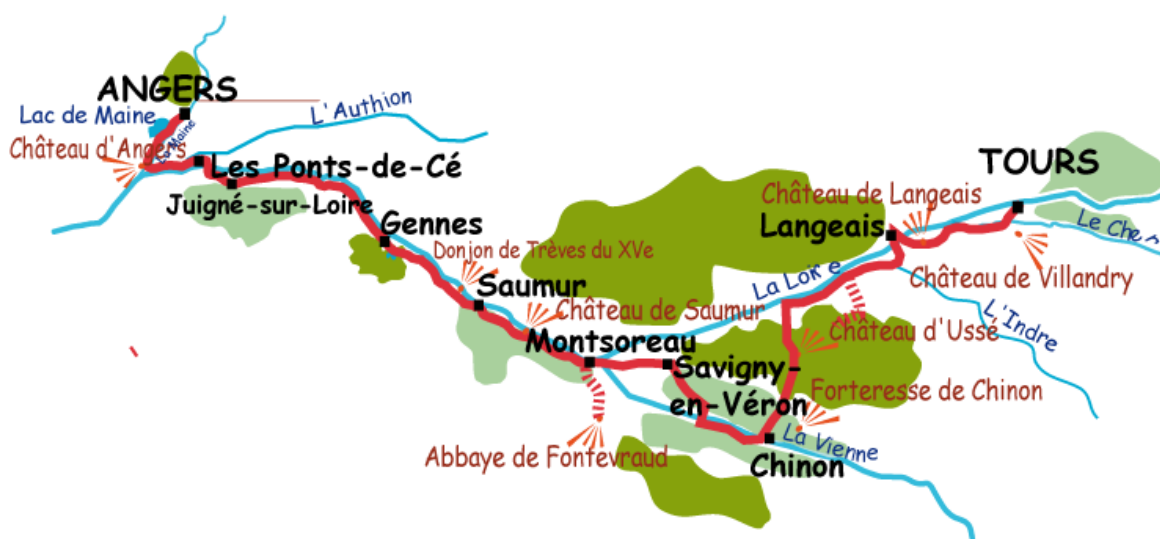 ANGERS
Lac de Maine
L'Authion
La Maine
Château d'Angers
Les Ponts-de-Cé
Juigné-sur-Loire
Gennes
Donjon de Trèves du XVe
Saumur
Château de Saumur
Montsoreau
Abbaye de Fontevraud
TOURS
Château de Langeais
Langeais
Le Cher
La Loire
Château de Villandry
L'Indre
Château d'Ussé
Savigny-
en-Véron
Forteresse de Chinon
La Vienne
Chinon